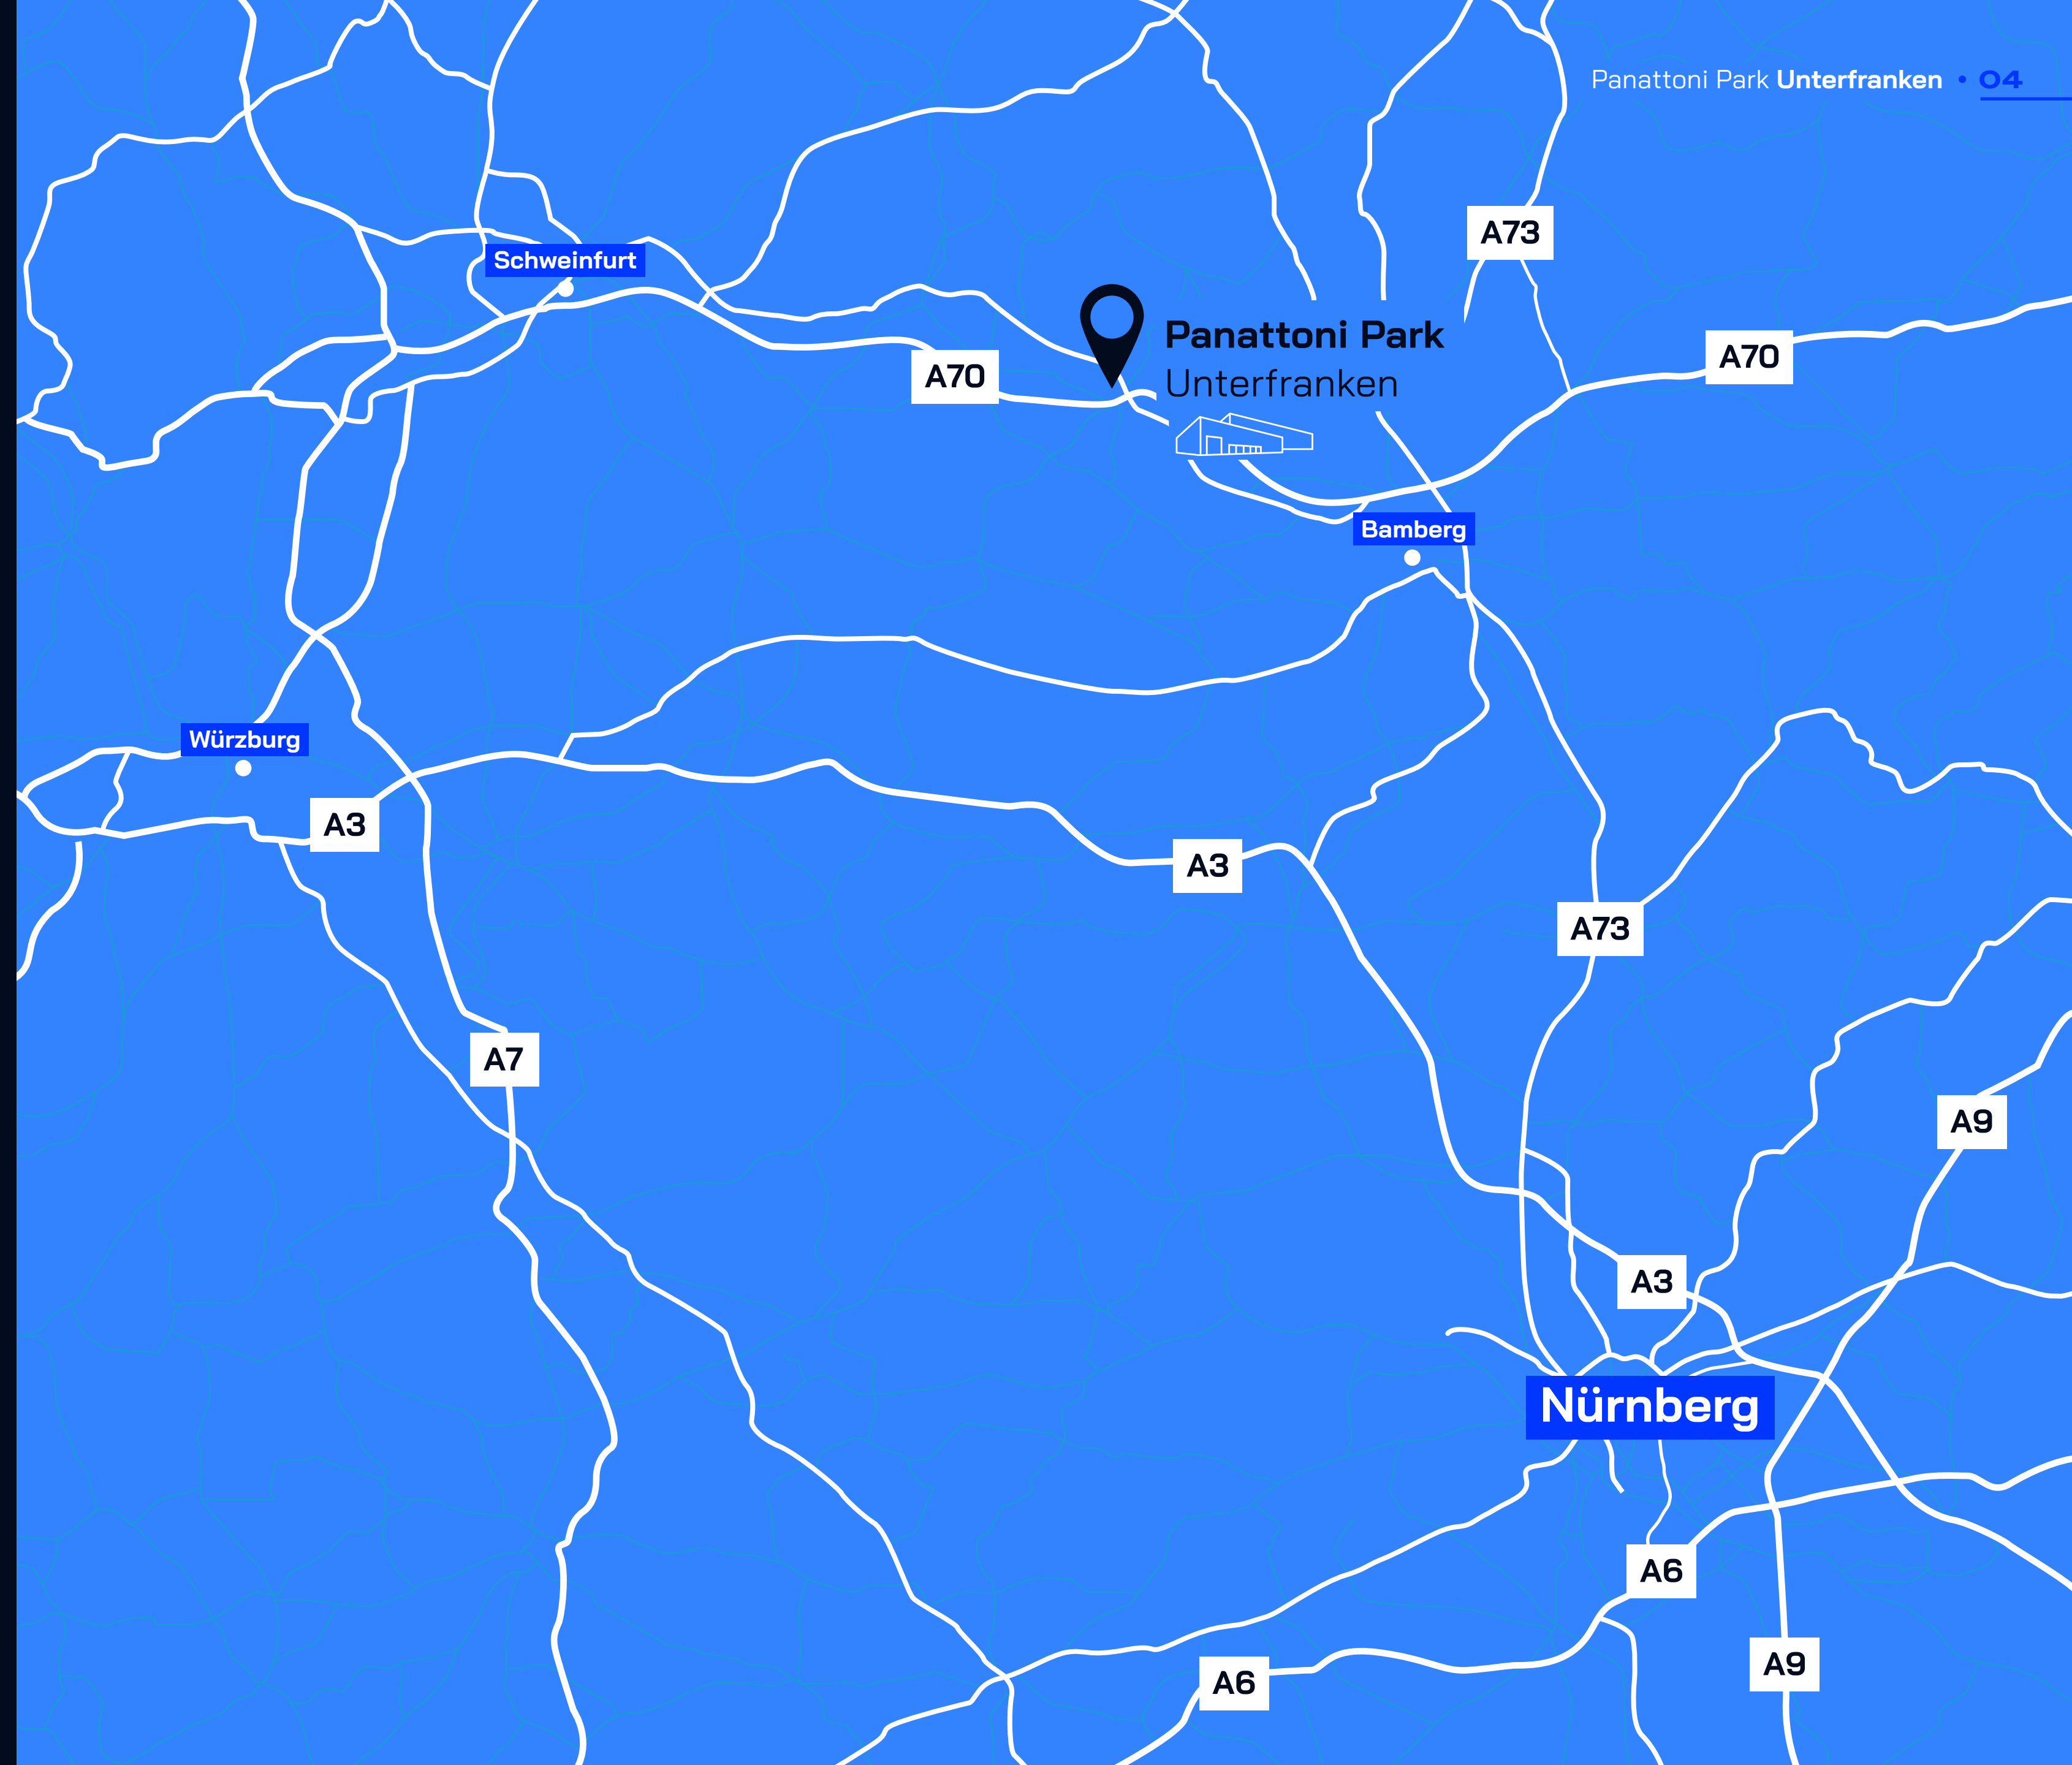 Panattoni Park Unterfranken • 04
A73
Schweinfurt
Panattoni Park
Unterfranken
A70
A70
Bamberg
Würzburg
A3
A3
A73
A7
A9
A3
Nürnberg
A6
A9
A6